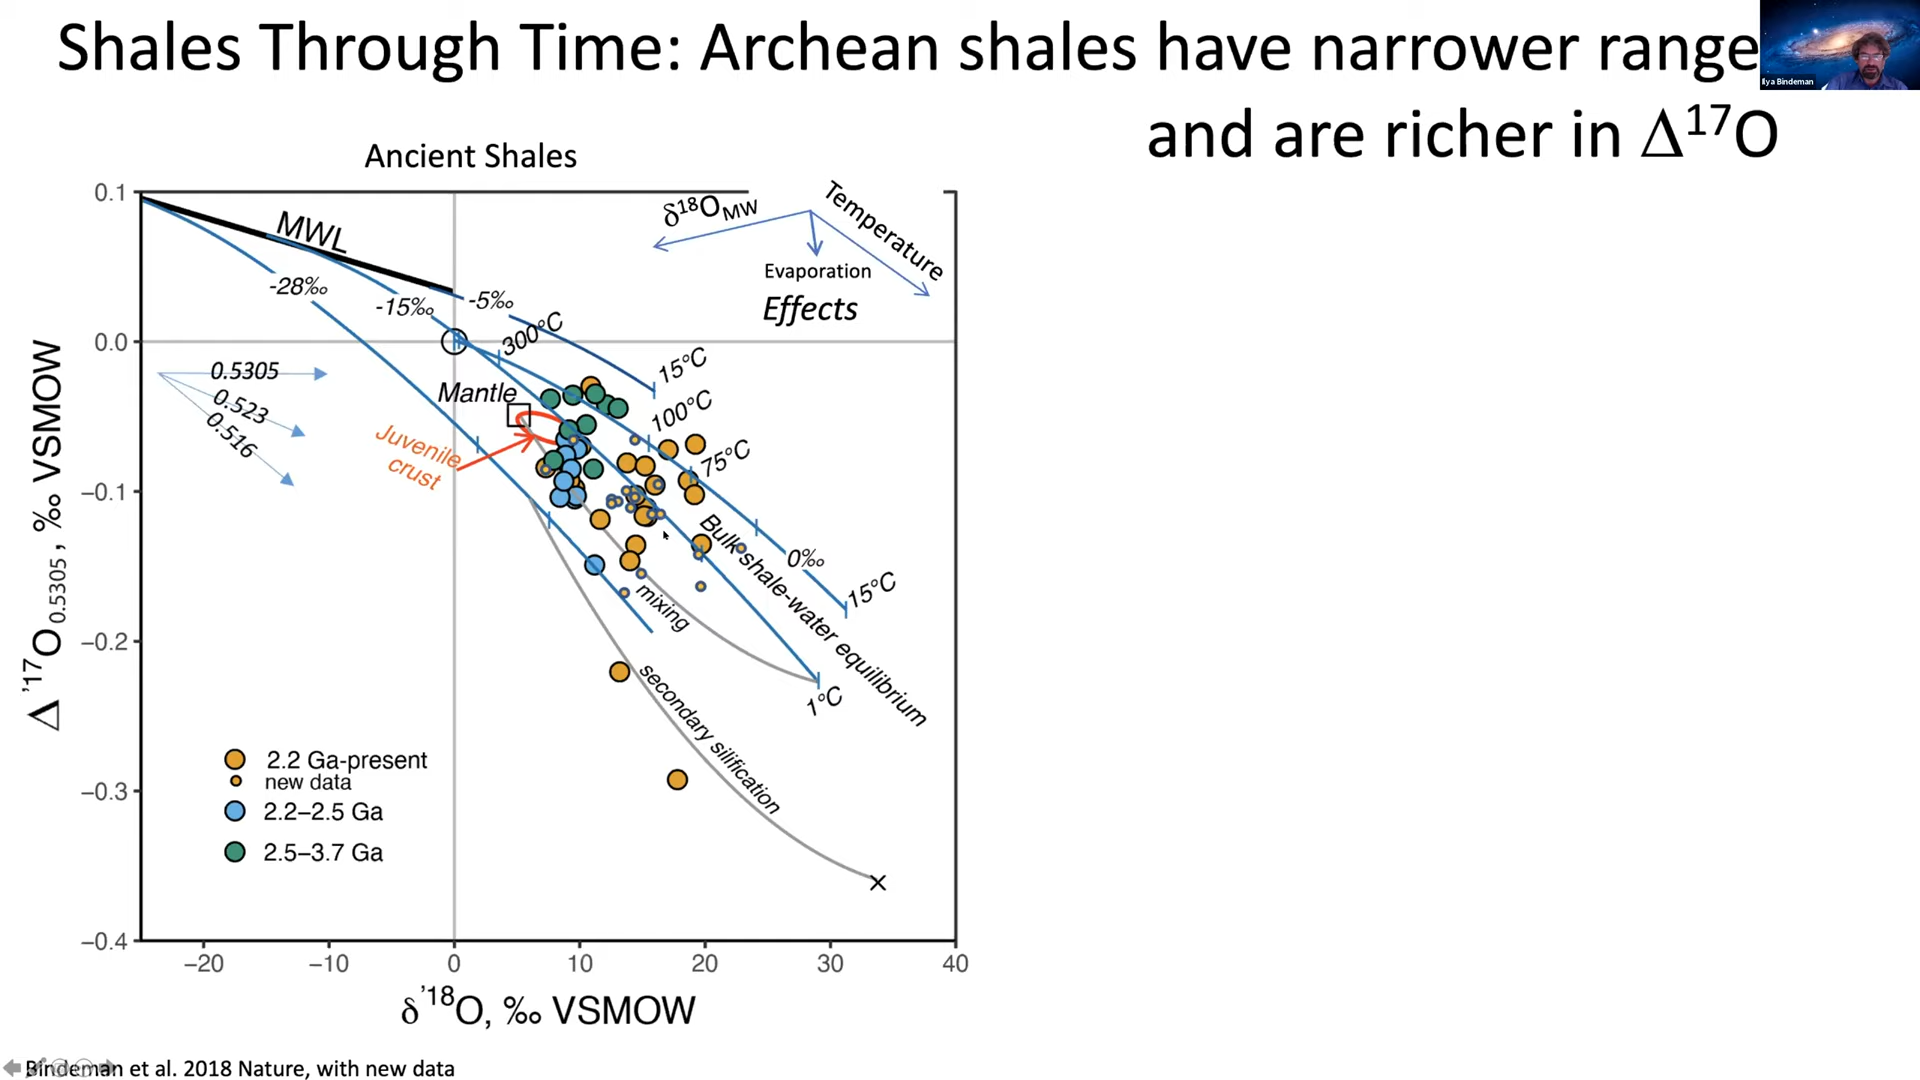 Shales Through Time: Archean shales have narrower range
and are richer in Δ¹⁷O
Ilya Bindeman
Ancient Shales
0.1
0.0
−0.1
−0.2
−0.3
−0.4
Δ'¹⁷O₀.₅₃₀₅, ‰ VSMOW
MWL
-28‰
-15‰
-5‰
δ¹⁸O_MW
Temperature
Evaporation
Effects
300°C
15°C
100°C
75°C
0‰
15°C
1°C
0.5305
0.523
0.516
Mantle
Juvenile
crust
Bulk shale-water equilibrium
mixing
secondary silification
2.2 Ga-present
new data
2.2–2.5 Ga
2.5–3.7 Ga
−20
−10
0
10
20
30
40
δ'¹⁸O, ‰ VSMOW
Bindeman et al. 2018 Nature, with new data